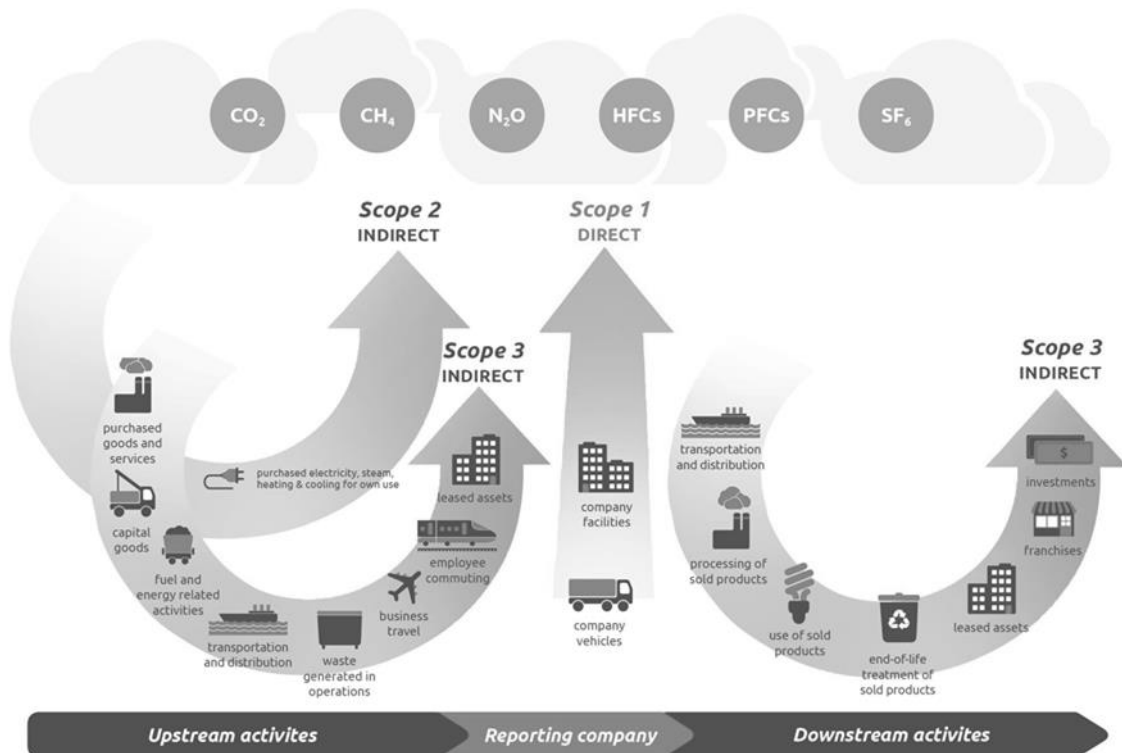 CO₂
CH₄
N₂O
HFCs
PFCs
SF₆
Scope 2
INDIRECT
Scope 1
DIRECT
Scope 3
INDIRECT
Scope 3
INDIRECT
purchased
goods and
services
capital
goods
fuel and
energy related
activities
purchased electricity, steam,
heating & cooling for own use
transportation
and distribution
waste
generated in
operations
business
travel
employee
commuting
leased assets
company
facilities
company
vehicles
transportation
and distribution
processing of
sold products
use of sold
products
end-of-life
treatment of
sold products
leased assets
franchises
$
investments
Upstream activites
Reporting company
Downstream activites